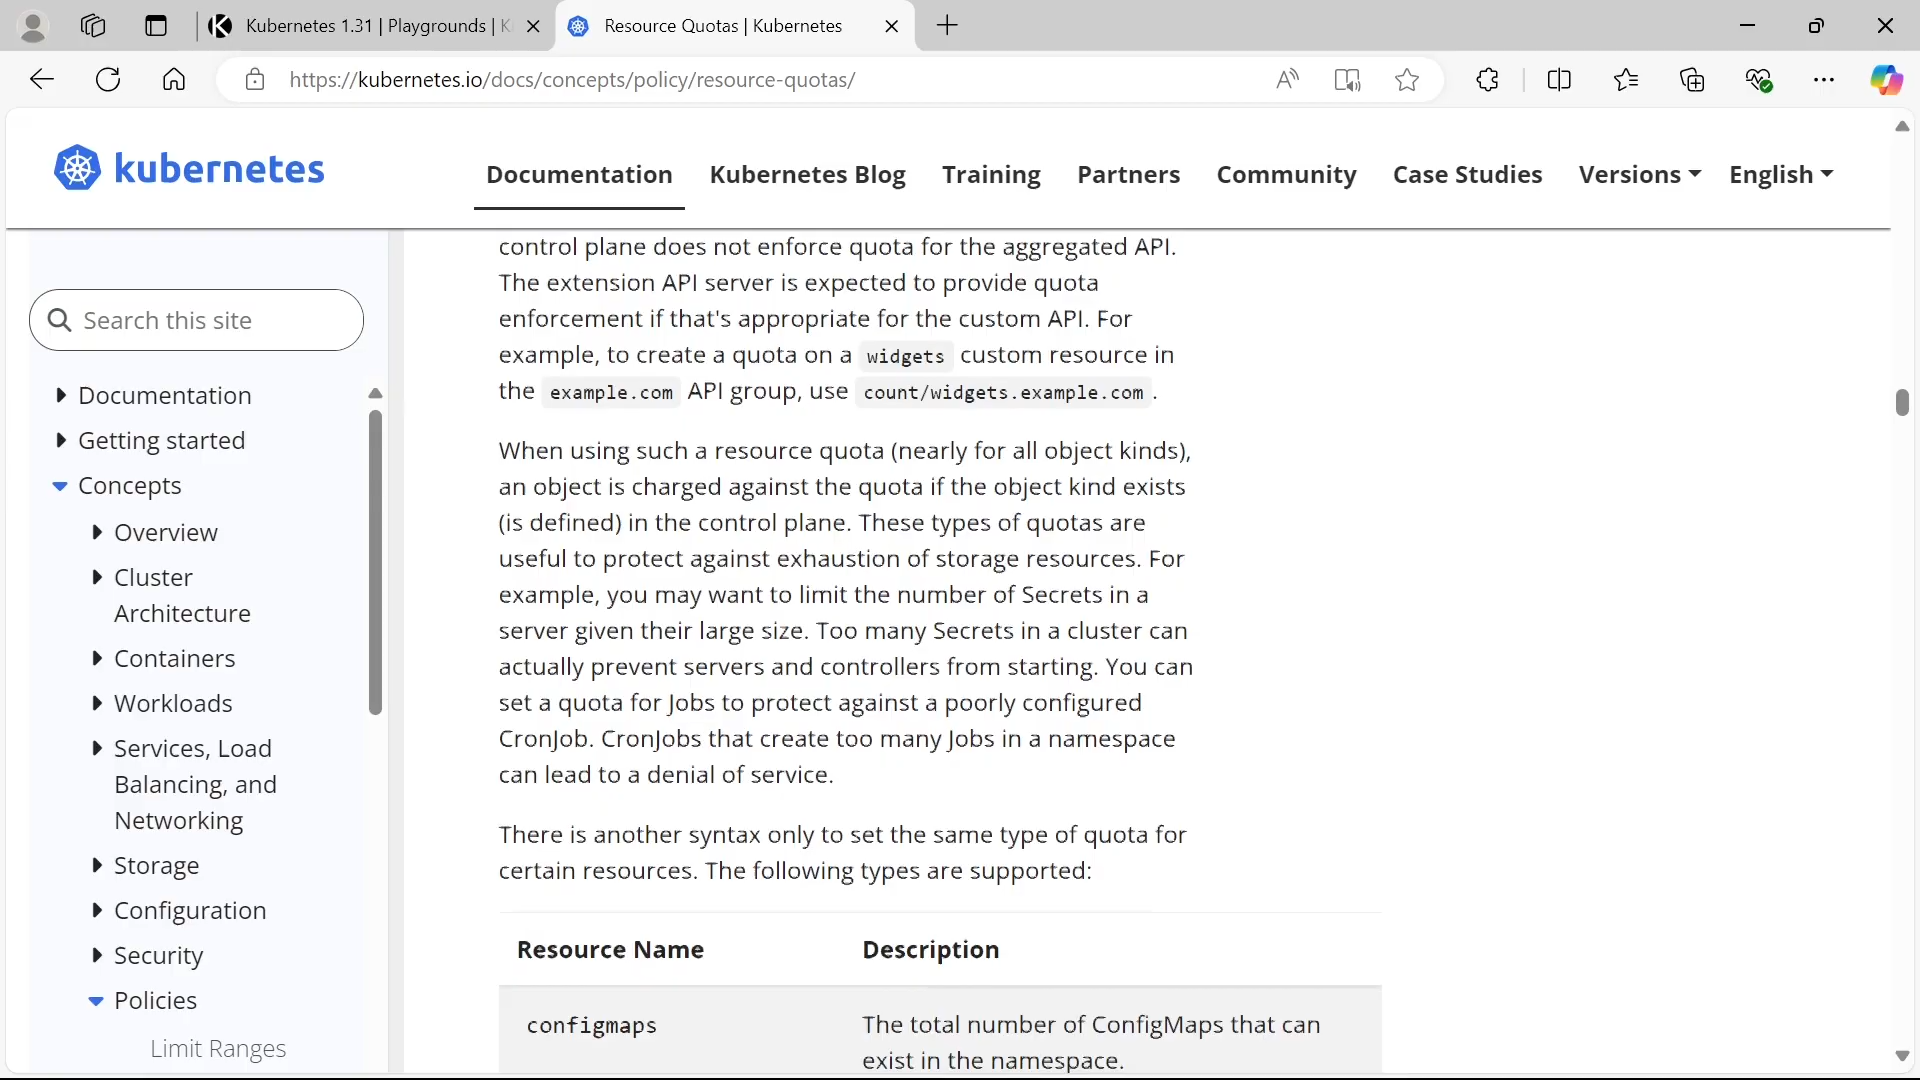 Kubernetes 1.31 | Playgrounds | K
Resource Quotas | Kubernetes
https://kubernetes.io/docs/concepts/policy/resource-quotas/
kubernetes
Documentation
Kubernetes Blog
Training
Partners
Community
Case Studies
Versions
English
Search this site
Documentation
Getting started
Concepts
Overview
Cluster
Architecture
Containers
Workloads
Services, Load
Balancing, and
Networking
Storage
Configuration
Security
Policies
Limit Ranges
control plane does not enforce quota for the aggregated API.
The extension API server is expected to provide quota
enforcement if that's appropriate for the custom API. For
example, to create a quota on a widgets custom resource in
the example.com API group, use count/widgets.example.com .
When using such a resource quota (nearly for all object kinds),
an object is charged against the quota if the object kind exists
(is defined) in the control plane. These types of quotas are
useful to protect against exhaustion of storage resources. For
example, you may want to limit the number of Secrets in a
server given their large size. Too many Secrets in a cluster can
actually prevent servers and controllers from starting. You can
set a quota for Jobs to protect against a poorly configured
CronJob. CronJobs that create too many Jobs in a namespace
can lead to a denial of service.
There is another syntax only to set the same type of quota for
certain resources. The following types are supported:
Resource Name
Description
configmaps
The total number of ConfigMaps that can
exist in the namespace.